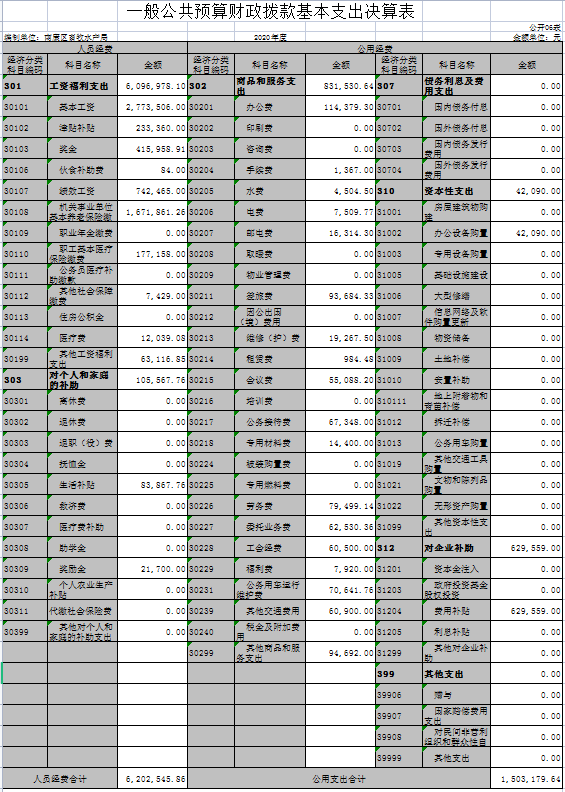 一般公共预算财政拨款基本支出决算表
公开06表
编制单位：商唐区畜牧水产局 2020年度 金额单位：元
人员经费 公用经费
经济分类科目编码 科目名称 金额 经济分类科目编码 科目名称 金额 经济分类科目编码 科目名称 金额
301 工资福利支出 6,096,978.10 302 商品和服务支出 831,530.64 307 债务利息及费用支出 0.00
30101 基本工资 2,773,506.00 30201 办公费 114,379.30 30701 国内债务付息 0.00
30102 津贴补贴 233,360.00 30202 印刷费 0.00 30702 国外债务付息 0.00
30103 奖金 415,958.91 30203 咨询费 0.00 30703 国内债务发行费用 0.00
30106 伙食补助费 84.00 30204 手续费 1,367.00 30704 国外债务发行费用 0.00
30107 绩效工资 742,465.00 30205 水费 4,504.50 310 资本性支出 42,090.00
30108 机关事业单位基本养老保险缴 1,671,861.26 30206 电费 7,509.77 31001 房屋建筑物购建 0.00
30109 职业年金缴费 0.00 30207 邮电费 16,314.30 31002 办公设备购置 42,090.00
30110 职工基本医疗保险缴费 177,158.00 30208 取暖费 0.00 31003 专用设备购置 0.00
30111 公务员医疗补助缴款 0.00 30209 物业管理费 0.00 31005 基础设施建设 0.00
30112 其他社会保障缴费 7,429.00 30211 差旅费 93,684.33 31006 大型修缮 0.00
30113 住房公积金 0.00 30212 因公出国（境）费用 0.00 31007 信息网络及软件购置更新 0.00
30114 医疗费 12,039.08 30213 维修（护）费 19,267.50 31008 物资储备 0.00
30199 其他工资福利支出 63,116.85 30214 租赁费 984.48 31009 土地补偿 0.00
303 对个人和家庭的补助 105,567.76 30215 会议费 55,088.20 31010 安置补助 0.00
30301 离休费 0.00 30216 培训费 0.00 310111 地上附着物和青苗补偿 0.00
30302 退休费 0.00 30217 公务接待费 67,348.00 31012 拆迁补偿 0.00
30303 退职（役）费 0.00 30218 专用材料费 14,400.00 31013 公务用车购置 0.00
30304 抚恤金 0.00 30224 被装购置费 0.00 31019 其他交通工具购置 0.00
30305 生活补贴 83,867.76 30225 专用燃料费 0.00 31021 文物和陈列品购置 0.00
30306 救济费 0.00 30226 劳务费 79,499.14 31022 无形资产购置 0.00
30307 医疗费补助 0.00 30227 委托业务费 62,530.36 31099 其他资本性支出 0.00
30308 助学金 0.00 30228 工会经费 60,500.00 312 对企业补助 629,559.00
30309 奖励金 21,700.00 30229 福利费 7,920.00 31201 资本金注入 0.00
30310 个人农业生产补贴 0.00 30231 公务用车运行维护费 70,641.76 31203 政府投资基金股权投资 0.00
30311 代缴社会保险费 0.00 30239 其他交通费用 60,900.00 31204 费用补贴 629,559.00
30399 其他对个人和家庭的补助支出 0.00 30240 税金及附加费用 0.00 31205 利息补贴 0.00
30299 其他商品和服务支出 94,692.00 31299 其他对企业补助 0.00
399 其他支出 0.00
39906 赠与 0.00
39907 国家赔偿费用支出 0.00
39908 对民间非营利组织和群众性自 0.00
39999 其他支出 0.00
人员经费合计 6,202,545.86 公用支出合计 1,503,179.64